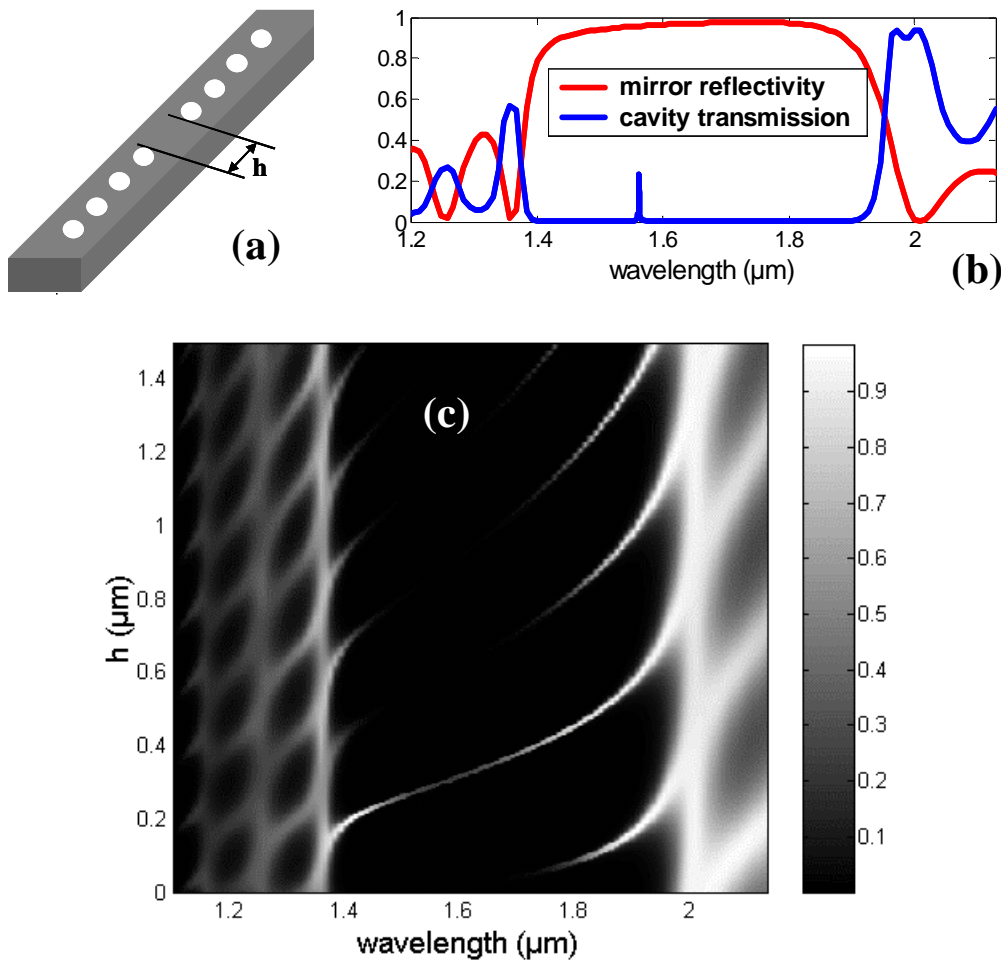 (a)
h
(b)
1
0.8
0.6
0.4
0.2
0
mirror reflectivity
cavity transmission
1.2 1.4 1.6 1.8 2
wavelength (µm)
(c)
h (µm)
1.4
1.2
1
0.8
0.6
0.4
0.2
0
1.2 1.4 1.6 1.8 2
wavelength (µm)
0.9
0.8
0.7
0.6
0.5
0.4
0.3
0.2
0.1